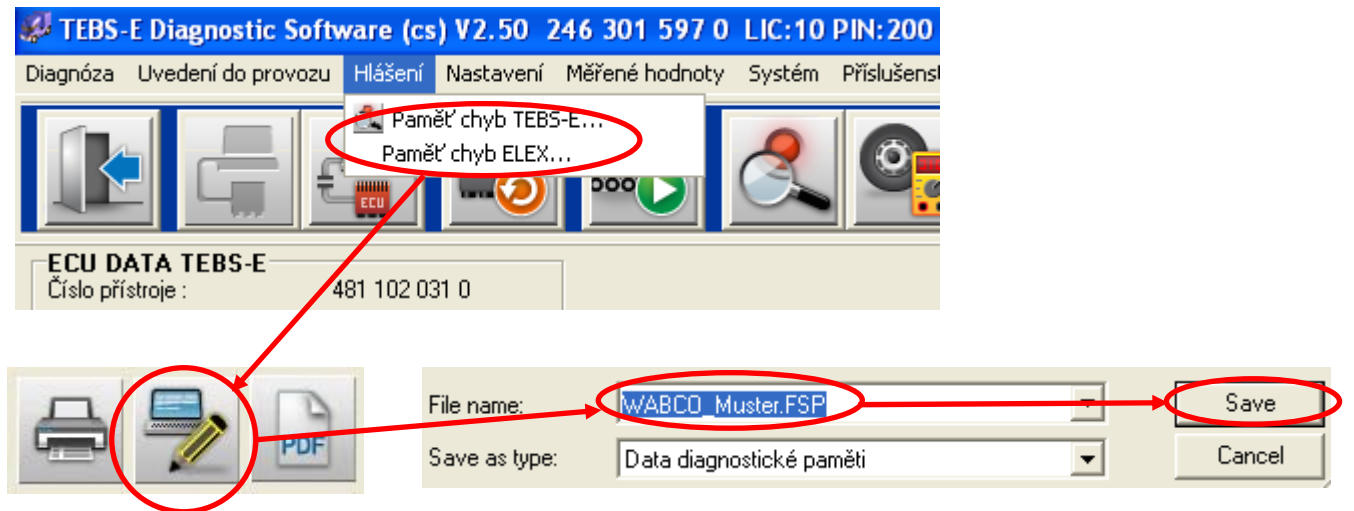 TEBS-E Diagnostic Software (cs) V2.50 246 301 597 0 LIC:10 PIN:200
Diagnóza Uvedení do provozu Hlášení Nastavení Měřené hodnoty Systém Příslušenst
Paměť chyb TEBS-E...
Paměť chyb ELEX...
ECU
ECU DATA TEBS-E
Číslo přístroje : 481 102 031 0
PDF
File name: WABCO_Muster.FSP
Save
Save as type: Data diagnostické paměti
Cancel